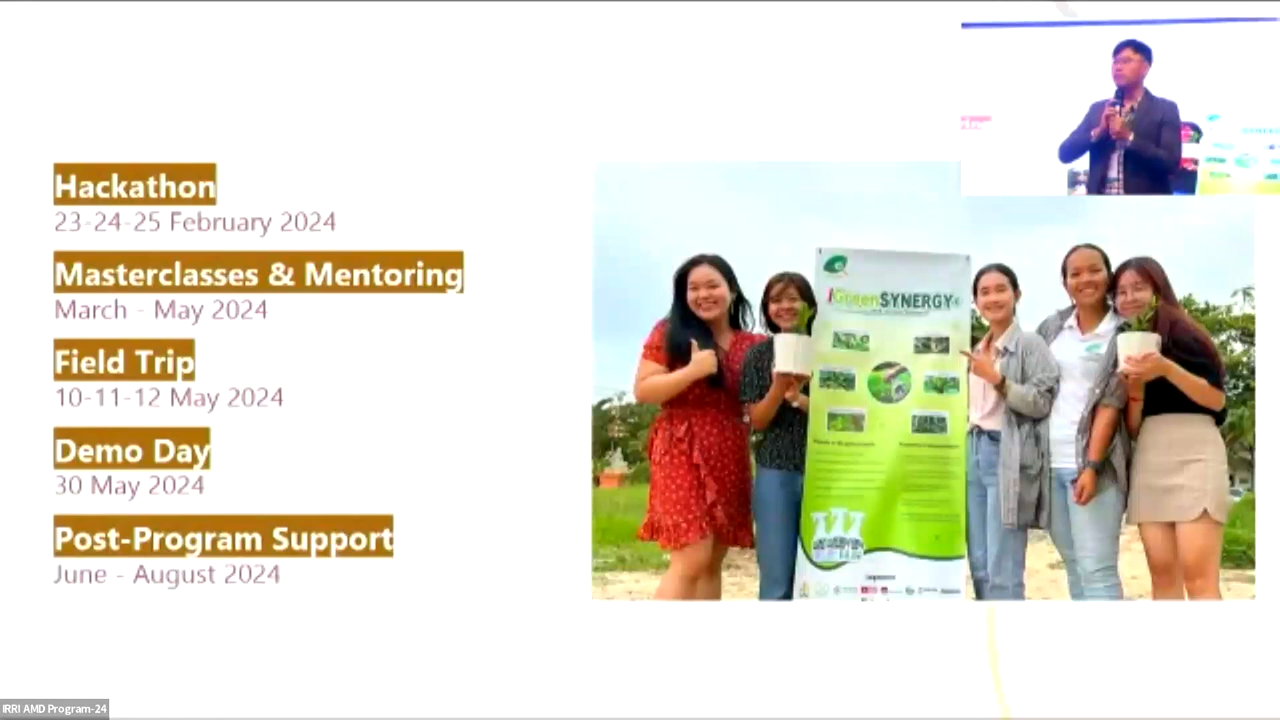 Hackathon
23-24-25 February 2024
Masterclasses & Mentoring
March - May 2024
Field Trip
10-11-12 May 2024
Demo Day
30 May 2024
Post-Program Support
June - August 2024
GreenSYNERGY
IRRI AMD Program-24